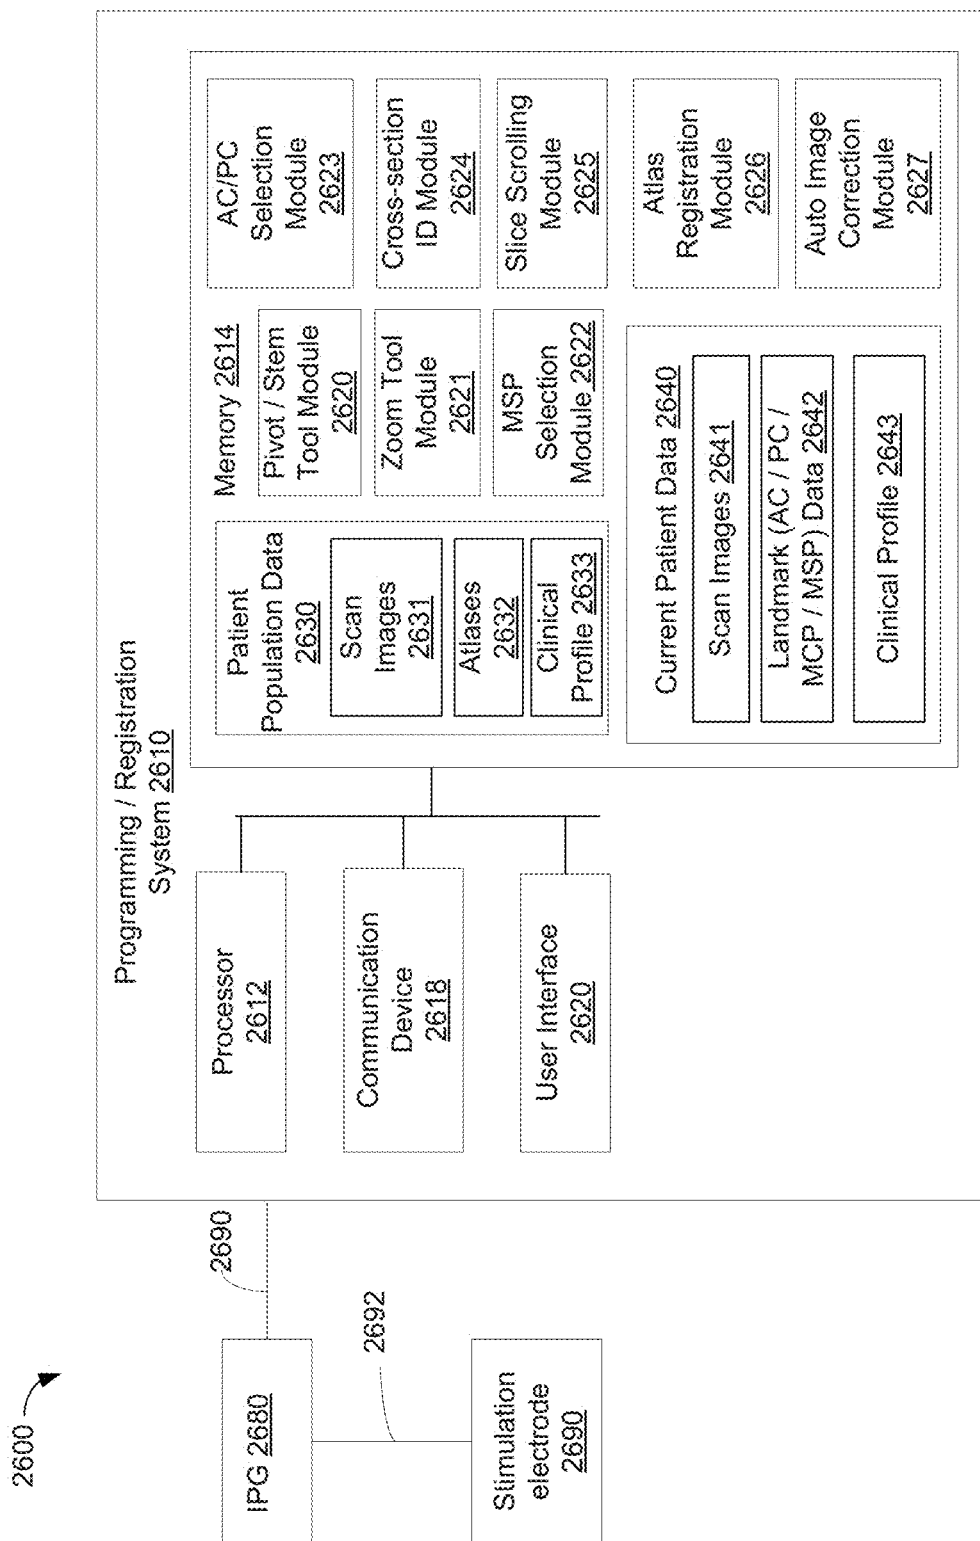 2600
Programming / Registration
System 2610
Memory 2614
Patient
Population Data
2630
Scan
Images
2631
Atlases
2632
Clinical
Profile 2633
Pivot / Stem
Tool Module
2620
Zoom Tool
Module
2621
MSP
Selection
Module 2622
AC/PC
Selection
Module
2623
Cross-section
ID Module
2624
Slice Scrolling
Module
2625
Atlas
Registration
Module
2626
Auto Image
Correction
Module
2627
Current Patient Data 2640
Scan Images 2641
Landmark (AC / PC /
MCP / MSP) Data 2642
Clinical Profile 2643
Processor
2612
Communication
Device
2618
User Interface
2620
IPG 2680
2690
2692
Stimulation
electrode
2690